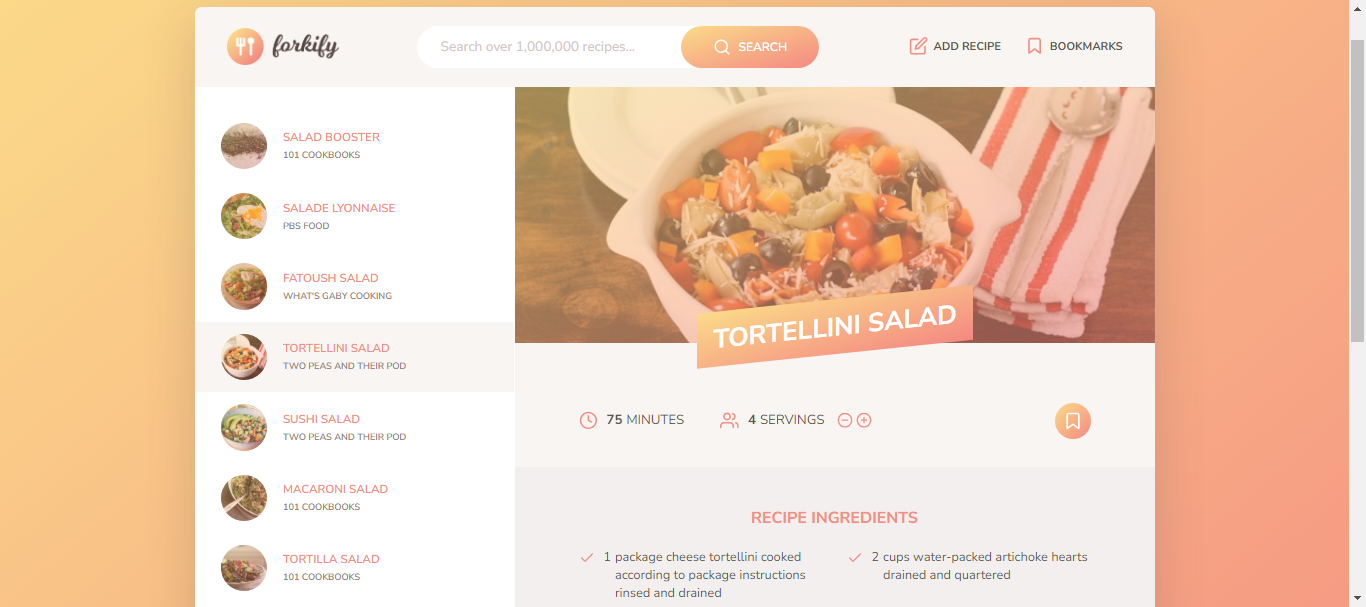 forkify
Search over 1,000,000 recipes...
SEARCH
ADD RECIPE
BOOKMARKS
SALAD BOOSTER
101 COOKBOOKS
SALADE LYONNAISE
PBS FOOD
FATOUSH SALAD
WHAT'S GABY COOKING
TORTELLINI SALAD
TWO PEAS AND THEIR POD
SUSHI SALAD
TWO PEAS AND THEIR POD
MACARONI SALAD
101 COOKBOOKS
TORTILLA SALAD
101 COOKBOOKS
TORTELLINI SALAD
75 MINUTES
4 SERVINGS
RECIPE INGREDIENTS
1 package cheese tortellini cooked
according to package instructions
rinsed and drained
2 cups water-packed artichoke hearts
drained and quartered